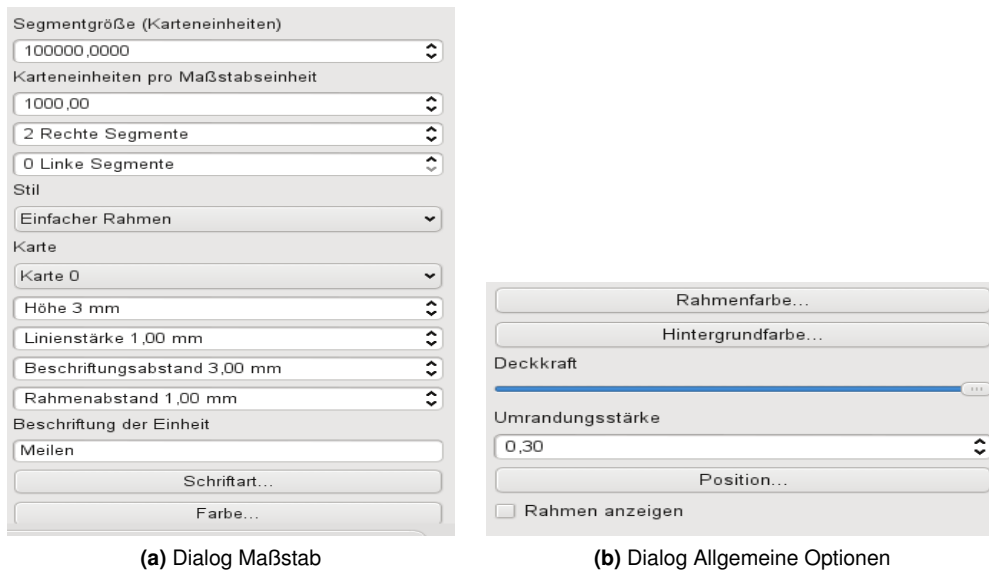 Segmentgröße (Karteneinheiten)
100000,0000
Karteneinheiten pro Maßstabseinheit
1000,00
2 Rechte Segmente
0 Linke Segmente
Stil
Einfacher Rahmen
Karte
Karte 0
Höhe 3 mm
Linienstärke 1,00 mm
Beschriftungsabstand 3,00 mm
Rahmenabstand 1,00 mm
Beschriftung der Einheit
Meilen
Schriftart...
Farbe...
(a) Dialog Maßstab
Rahmenfarbe...
Hintergrundfarbe...
Deckkraft
Umrandungsstärke
0,30
Position...
Rahmen anzeigen
(b) Dialog Allgemeine Optionen